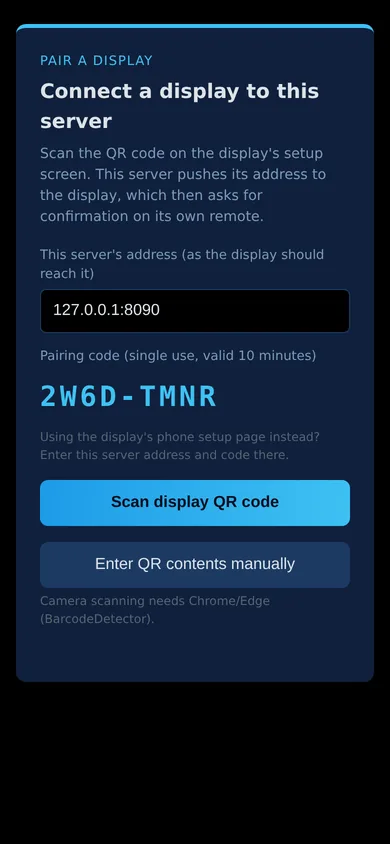 PAIR A DISPLAY
Connect a display to this
server
Scan the QR code on the display's setup
screen. This server pushes its address to
the display, which then asks for
confirmation on its own remote.
This server's address (as the display should
reach it)
127.0.0.1:8090
Pairing code (single use, valid 10 minutes)
2W6D-TMNR
Using the display's phone setup page instead?
Enter this server address and code there.
Scan display QR code
Enter QR contents manually
Camera scanning needs Chrome/Edge
(BarcodeDetector).